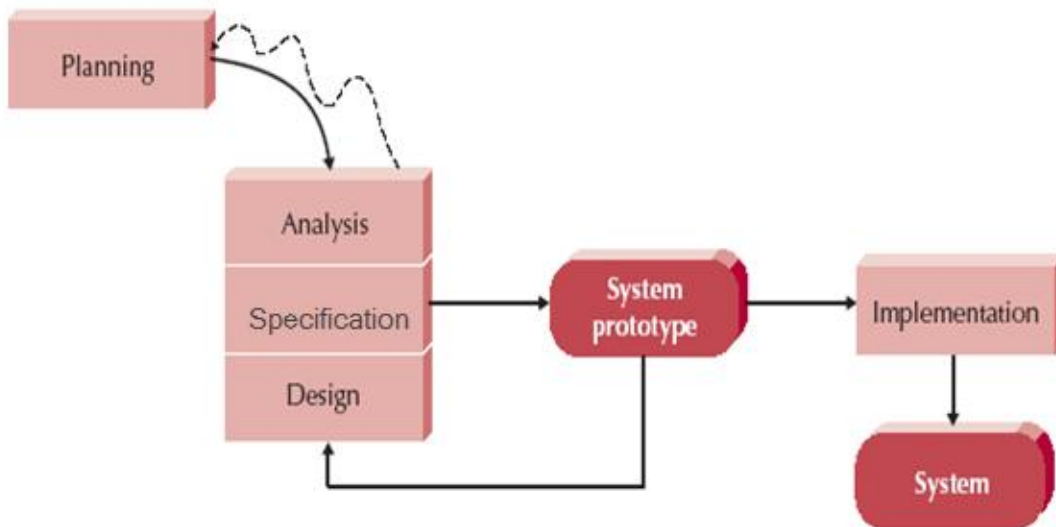 Planning
Analysis
Specification
Design
System
prototype
Implementation
System